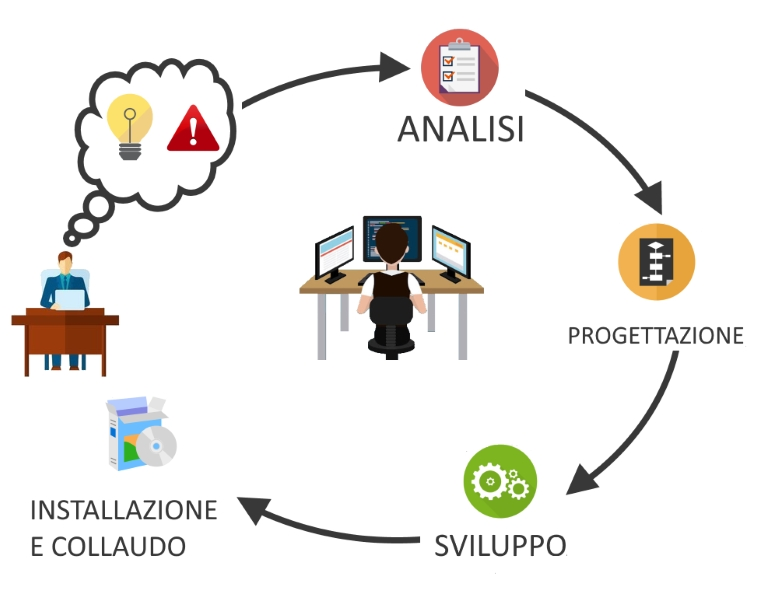 ANALISI
PROGETTAZIONE
SVILUPPO
INSTALLAZIONE
E COLLAUDO